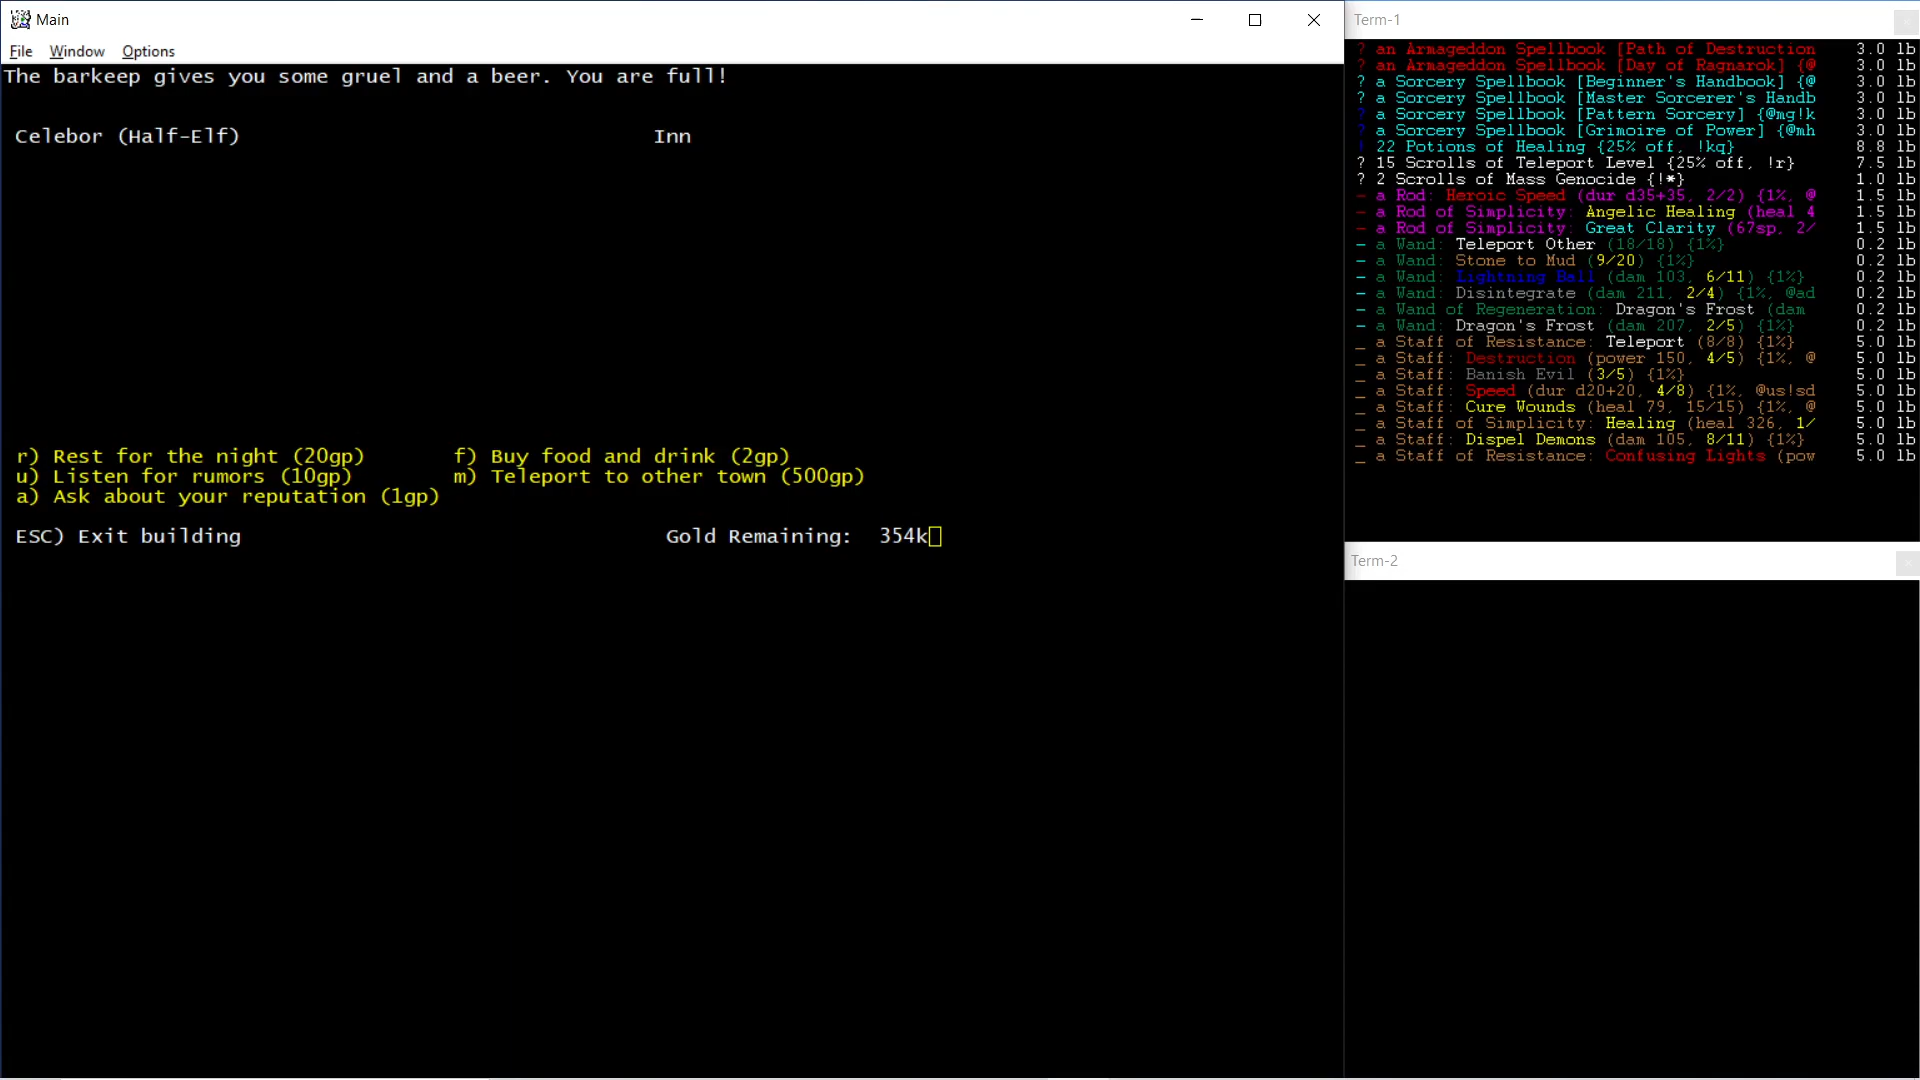 Main
File Window Options
The barkeep gives you some gruel and a beer. You are full!
Celebor (Half-Elf) Inn
r) Rest for the night (20gp) f) Buy food and drink (2gp)
u) Listen for rumors (10gp) m) Teleport to other town (500gp)
a) Ask about your reputation (1gp)
ESC) Exit building Gold Remaining: 354k
Term-1
? an Armageddon Spellbook [Path of Destruction 3.0 lb
? an Armageddon Spellbook [Day of Ragnarok] {@ 3.0 lb
? a Sorcery Spellbook [Beginner's Handbook] {@ 3.0 lb
? a Sorcery Spellbook [Master Sorcerer's Handb 3.0 lb
? a Sorcery Spellbook [Pattern Sorcery] {@mg!k 3.0 lb
? a Sorcery Spellbook [Grimoire of Power] {@mh 3.0 lb
! 22 Potions of Healing {25% off, !kq} 8.8 lb
? 15 Scrolls of Teleport Level {25% off, !r} 7.5 lb
? 2 Scrolls of Mass Genocide {!*} 1.0 lb
- a Rod: Heroic Speed (dur d35+35, 2/2) {1%, @ 1.5 lb
- a Rod of Simplicity: Angelic Healing (heal 4 1.5 lb
- a Rod of Simplicity: Great Clarity (67sp, 2/ 1.5 lb
- a Wand: Teleport Other (18/18) {1%} 0.2 lb
- a Wand: Stone to Mud (9/20) {1%} 0.2 lb
- a Wand: Lightning Ball (dam 103, 6/11) {1%} 0.2 lb
- a Wand: Disintegrate (dam 211, 2/4) {1%, @ad 0.2 lb
- a Wand of Regeneration: Dragon's Frost (dam 0.2 lb
- a Wand: Dragon's Frost (dam 207, 2/5) {1%} 0.2 lb
_ a Staff of Resistance: Teleport (8/8) {1%} 5.0 lb
_ a Staff: Destruction (power 150, 4/5) {1%, @ 5.0 lb
_ a Staff: Banish Evil (3/5) {1%} 5.0 lb
_ a Staff: Speed (dur d20+20, 4/8) {1%, @us!sd 5.0 lb
_ a Staff: Cure Wounds (heal 79, 15/15) {1%, @ 5.0 lb
_ a Staff of Simplicity: Healing (heal 326, 1/ 5.0 lb
_ a Staff: Dispel Demons (dam 105, 8/11) {1%} 5.0 lb
_ a Staff of Resistance: Confusing Lights (pow 5.0 lb
Term-2